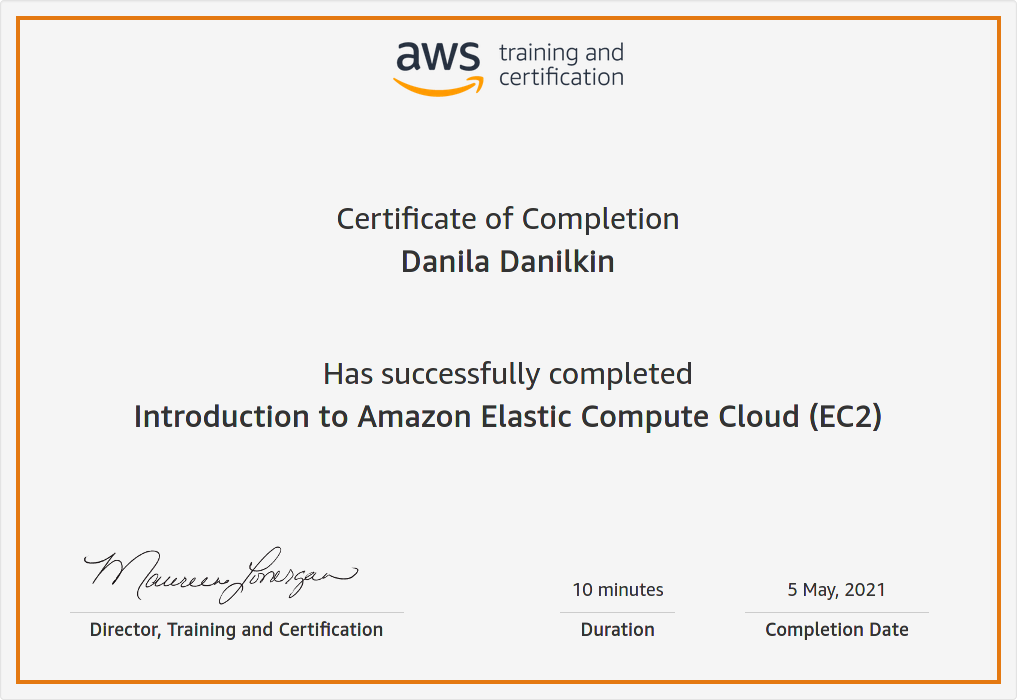 aws training and
certification
Certificate of Completion
Danila Danilkin
Has successfully completed
Introduction to Amazon Elastic Compute Cloud (EC2)
Maureen Lonergan
10 minutes
5 May, 2021
Director, Training and Certification
Duration
Completion Date